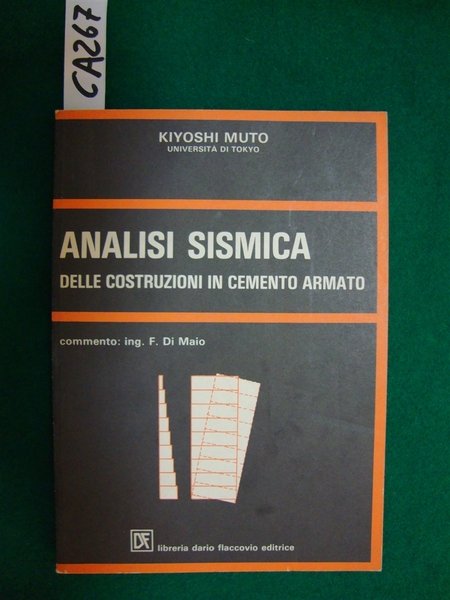 CA267
KIYOSHI MUTO
UNIVERSITÀ DI TOKYO
ANALISI SISMICA
DELLE COSTRUZIONI IN CEMENTO ARMATO
commento: ing. F. Di Maio
DF
libreria dario flaccovio editrice